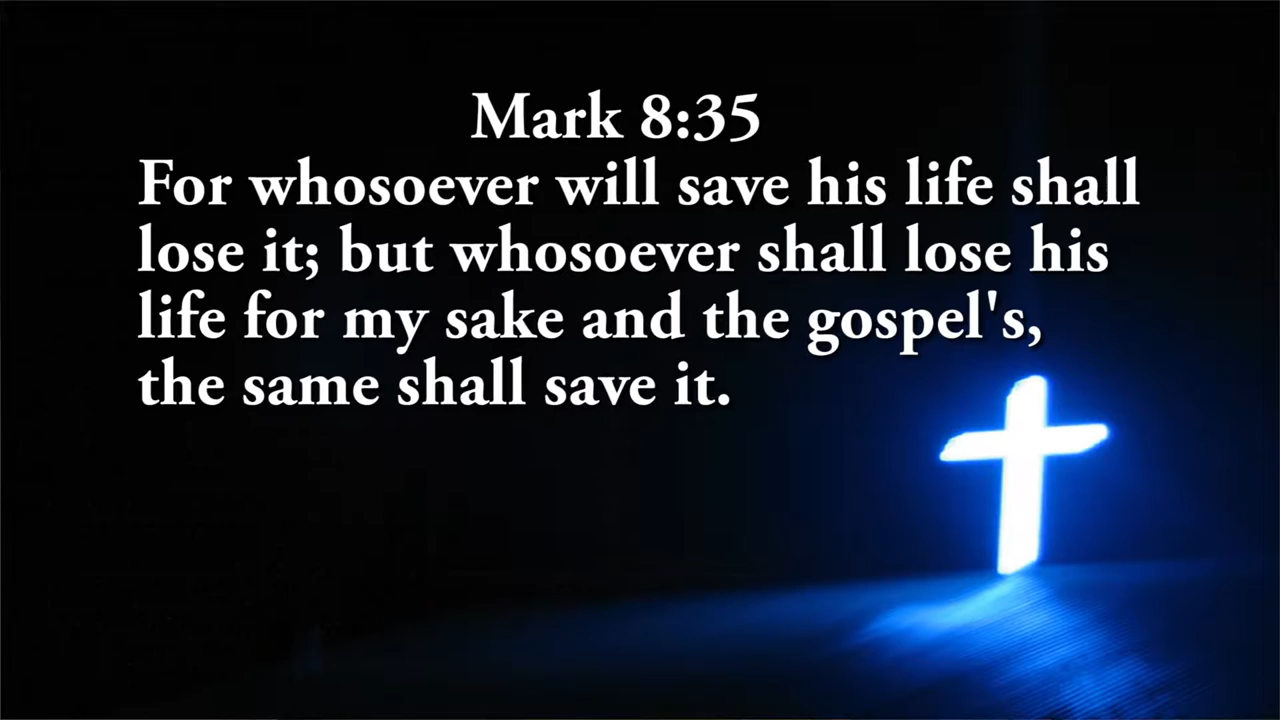 Mark 8:35
For whosoever will save his life shall
lose it; but whosoever shall lose his
life for my sake and the gospel's,
the same shall save it.